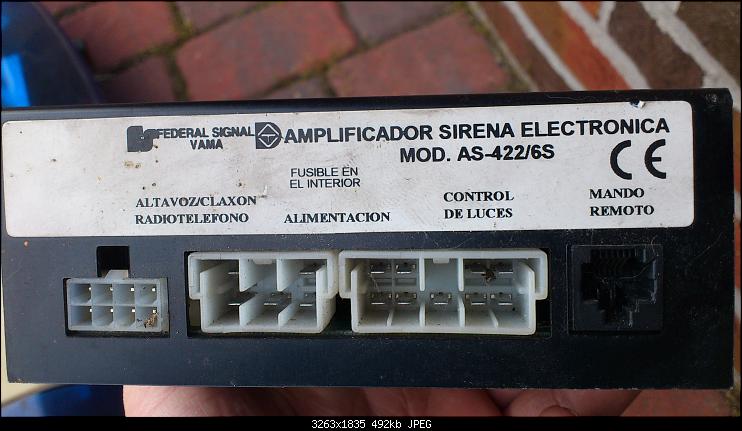 FEDERAL SIGNAL
VAMA
AMPLIFICADOR SIRENA ELECTRONICA
MOD. AS-422/6S
CE
FUSIBLE EN
EL INTERIOR
ALTAVOZ/CLAXON
RADIOTELEFONO
ALIMENTACION
CONTROL
DE LUCES
MANDO
REMOTO
3263x1835 492kb JPEG